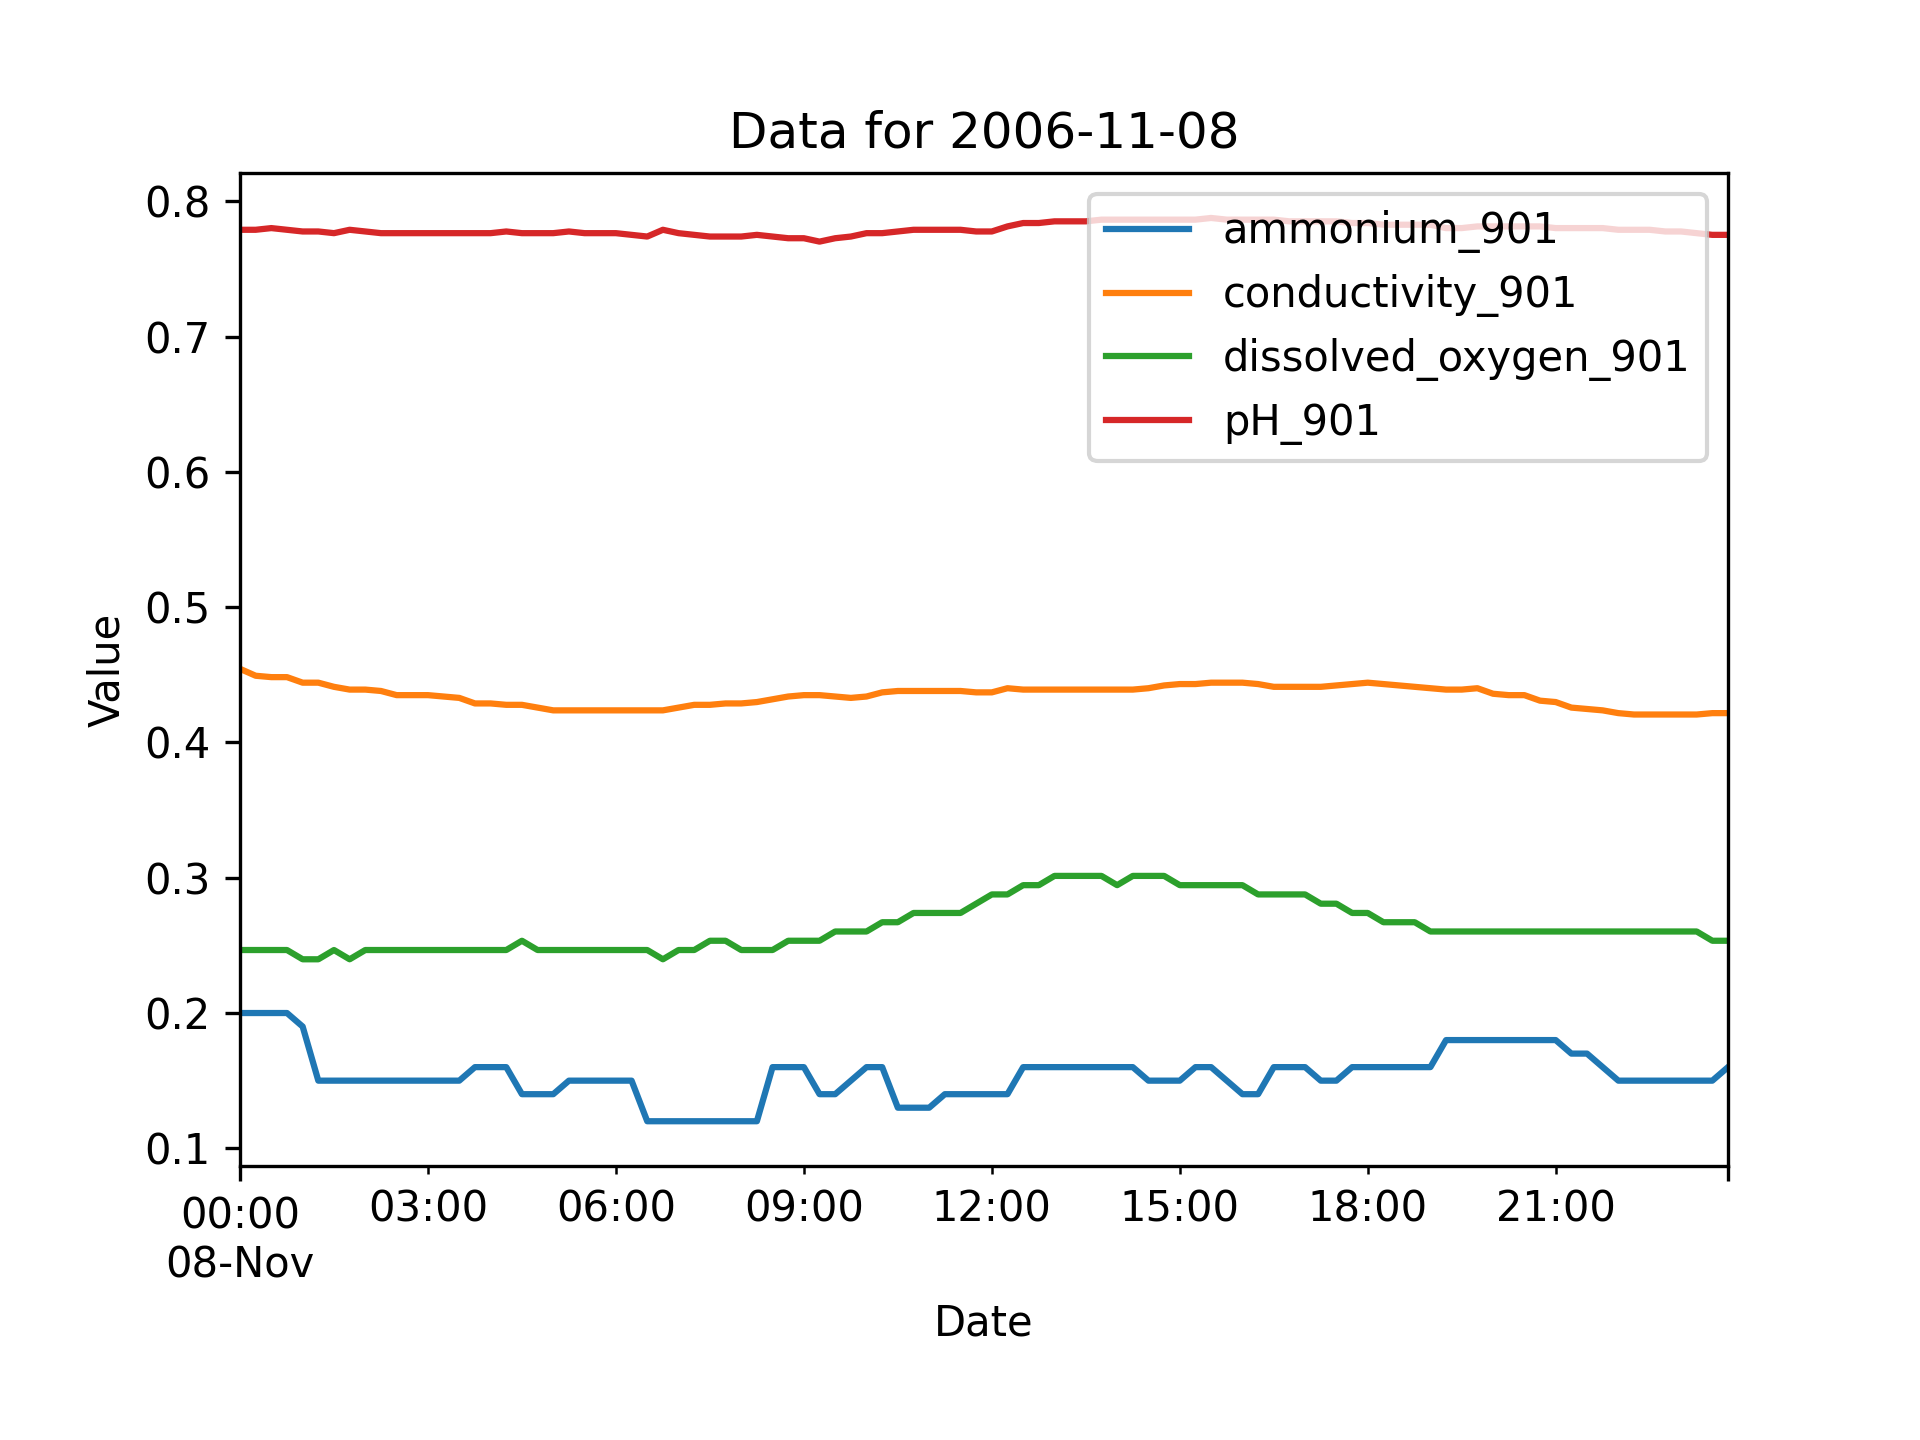 Data for 2006-11-08
0.8
0.7
0.6
0.5
0.4
0.3
0.2
0.1
Value
ammonium_901
conductivity_901
dissolved_oxygen_901
pH_901
00:00 03:00 06:00 09:00 12:00 15:00 18:00 21:00
08-Nov
Date